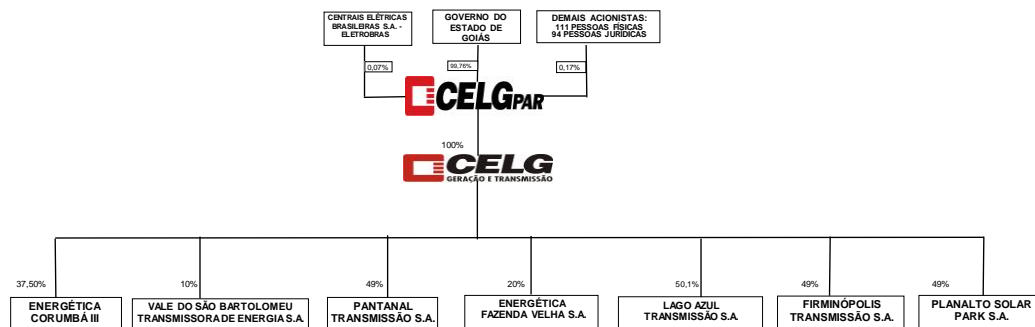 CENTRAIS ELÉTRICAS
BRASILEIRAS S.A. -
ELETROBRAS
GOVERNO DO
ESTADO DE
GOIÁS
DEMAIS ACIONISTAS:
111 PESSOAS FÍSICAS
94 PESSOAS JURÍDICAS
0,07%
99,76%
0,17%
CELGPAR
100%
CELG
GERAÇÃO E TRANSMISSÃO
37,50%
ENERGÉTICA
CORUMBÁ III
10%
VALE DO SÃO BARTOLOMEU
TRANSMISSORA DE ENERGIA S.A.
49%
PANTANAL
TRANSMISSÃO S.A.
20%
ENERGÉTICA
FAZENDA VELHA S.A.
50,1%
LAGO AZUL
TRANSMISSÃO S.A.
49%
FIRMINÓPOLIS
TRANSMISSÃO S.A.
49%
PLANALTO SOLAR
PARK S.A.